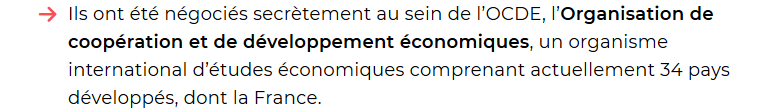 Ils ont été négociés secrètement au sein de l’OCDE, l’Organisation de
coopération et de développement économiques, un organisme
international d’études économiques comprenant actuellement 34 pays
développés, dont la France.